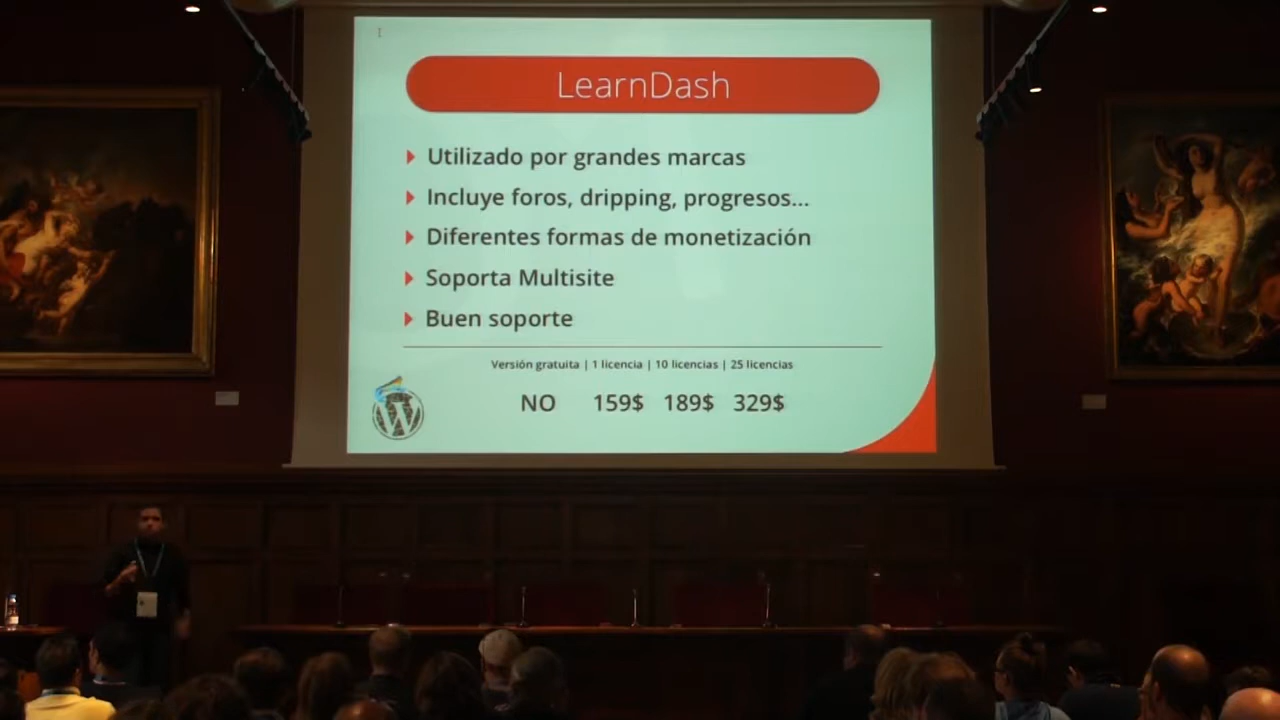 LearnDash
Utilizado por grandes marcas
Incluye foros, dripping, progresos...
Diferentes formas de monetización
Soporta Multisite
Buen soporte
Versión gratuita | 1 licencia | 10 licencias | 25 licencias
NO 159$ 189$ 329$